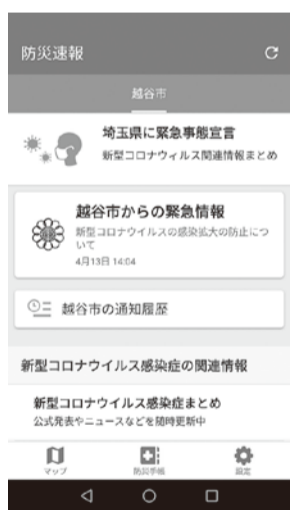 防災速報
越谷市
埼玉県に緊急事態宣言
新型コロナウィルス関連情報まとめ
越谷市からの緊急情報
新型コロナウイルスの感染拡大の防止につ
いて
4月13日 14:04
越谷市の通知履歴
新型コロナウイルス感染症の関連情報
新型コロナウイルス感染症まとめ
公式発表やニュースなどを随時更新中
マップ
防災手帳
設定